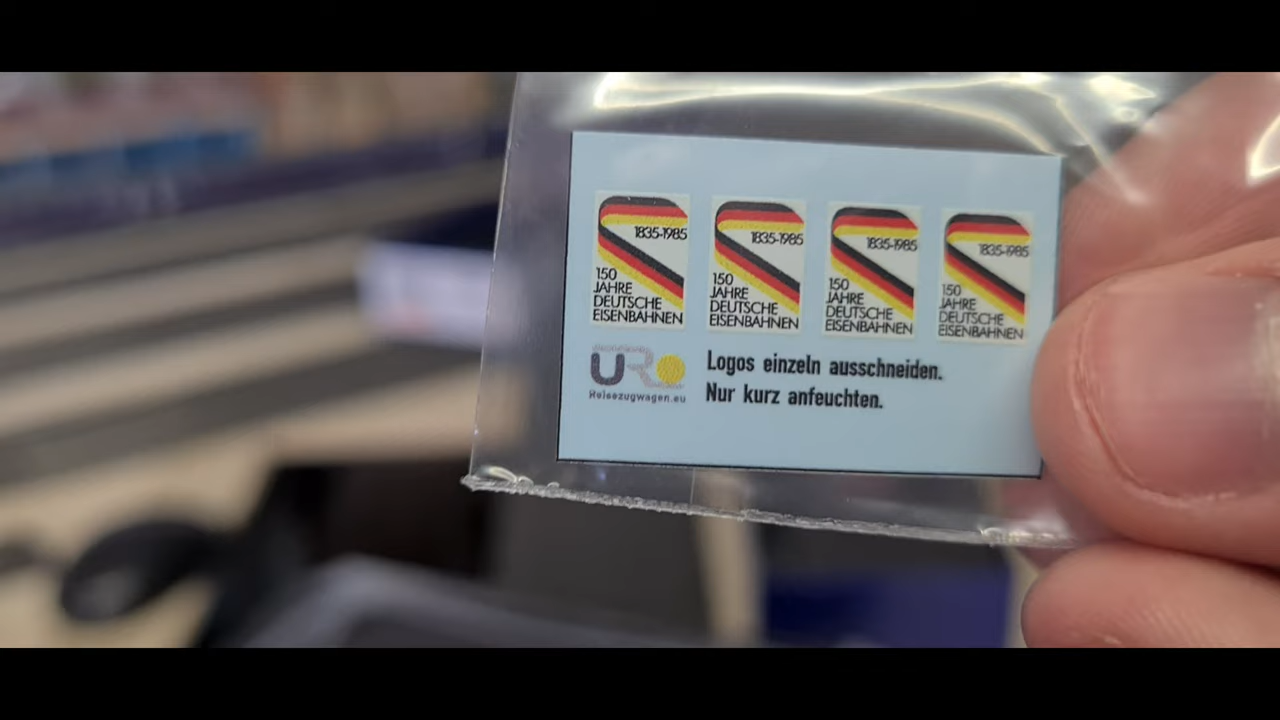 1835-1985
150
JAHRE
DEUTSCHE
EISENBAHNEN
1835-1985
150
JAHRE
DEUTSCHE
EISENBAHNEN
1835-1985
150
JAHRE
DEUTSCHE
EISENBAHNEN
1835-1985
150
JAHRE
DEUTSCHE
EISENBAHNEN
URO
Reisezugwagen.eu
Logos einzeln ausschneiden.
Nur kurz anfeuchten.